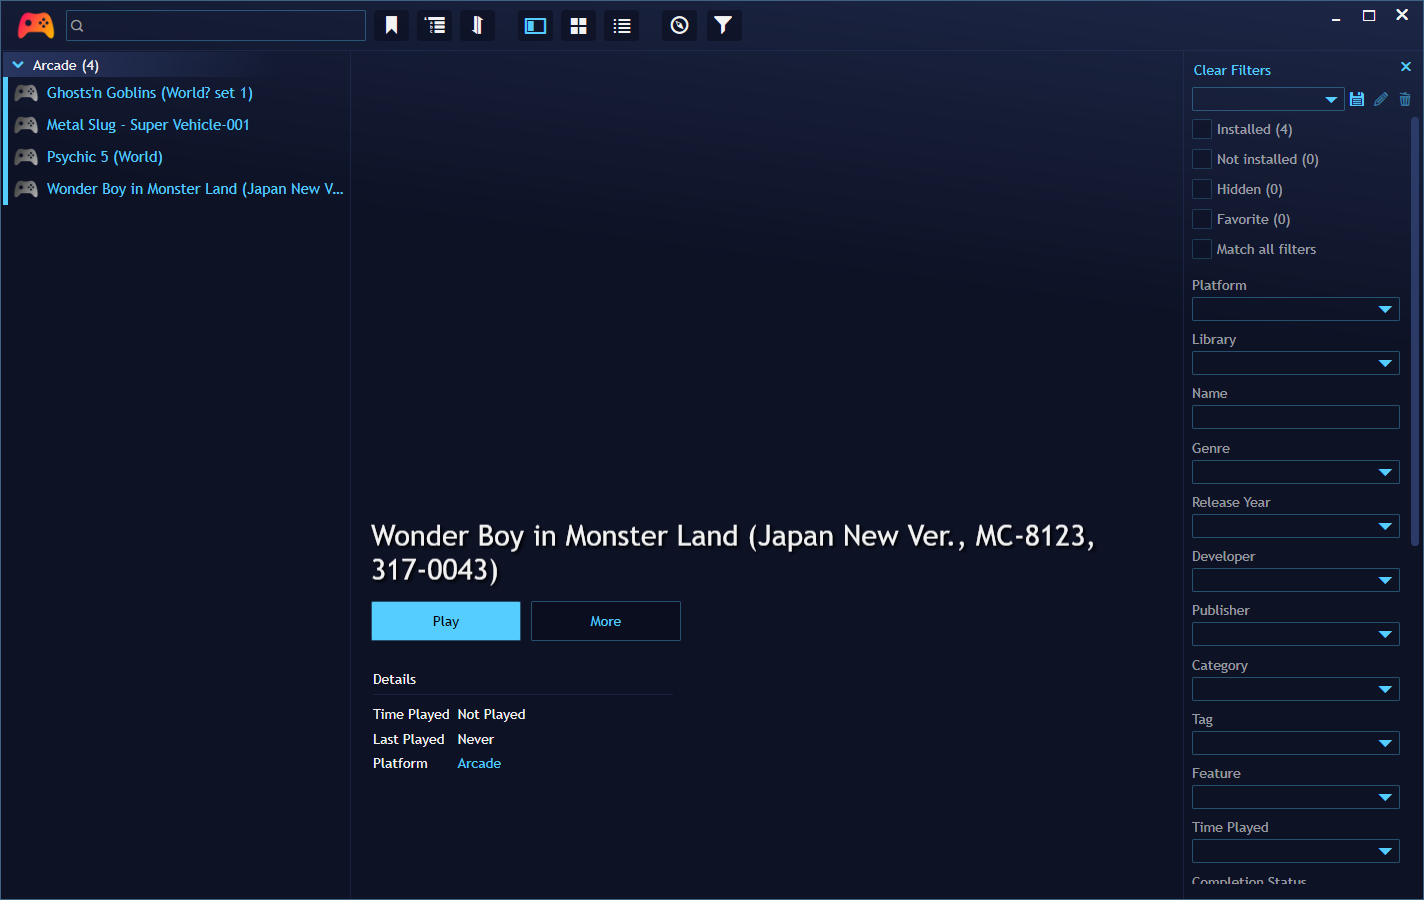 Arcade (4)
Ghosts'n Goblins (World? set 1)
Metal Slug - Super Vehicle-001
Psychic 5 (World)
Wonder Boy in Monster Land (Japan New V...
Wonder Boy in Monster Land (Japan New Ver., MC-8123,
317-0043)
Play
More
Details
Time Played Not Played
Last Played Never
Platform Arcade
Clear Filters
Installed (4)
Not installed (0)
Hidden (0)
Favorite (0)
Match all filters
Platform
Library
Name
Genre
Release Year
Developer
Publisher
Category
Tag
Feature
Time Played
Completion Status